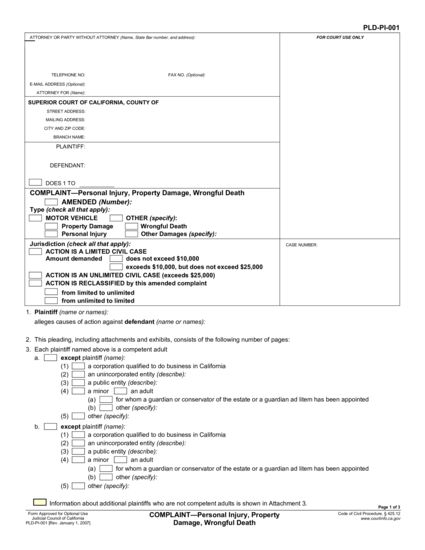 PLD-PI-001
ATTORNEY OR PARTY WITHOUT ATTORNEY (Name, State Bar number, and address):
FOR COURT USE ONLY
TELEPHONE NO: FAX NO. (Optional):
E-MAIL ADDRESS (Optional):
ATTORNEY FOR (Name):
SUPERIOR COURT OF CALIFORNIA, COUNTY OF
STREET ADDRESS:
MAILING ADDRESS:
CITY AND ZIP CODE:
BRANCH NAME:
PLAINTIFF:
DEFENDANT:
DOES 1 TO
COMPLAINT—Personal Injury, Property Damage, Wrongful Death
AMENDED (Number):
Type (check all that apply):
MOTOR VEHICLE OTHER (specify):
Property Damage Wrongful Death
Personal Injury Other Damages (specify):
Jurisdiction (check all that apply):
CASE NUMBER:
ACTION IS A LIMITED CIVIL CASE
Amount demanded does not exceed $10,000
exceeds $10,000, but does not exceed $25,000
ACTION IS AN UNLIMITED CIVIL CASE (exceeds $25,000)
ACTION IS RECLASSIFIED by this amended complaint
from limited to unlimited
from unlimited to limited
1. Plaintiff (name or names):
alleges causes of action against defendant (name or names):
2. This pleading, including attachments and exhibits, consists of the following number of pages:
3. Each plaintiff named above is a competent adult
a. except plaintiff (name):
(1) a corporation qualified to do business in California
(2) an unincorporated entity (describe):
(3) a public entity (describe):
(4) a minor an adult
(a) for whom a guardian or conservator of the estate or a guardian ad litem has been appointed
(b) other (specify):
(5) other (specify):
b. except plaintiff (name):
(1) a corporation qualified to do business in California
(2) an unincorporated entity (describe):
(3) a public entity (describe):
(4) a minor an adult
(a) for whom a guardian or conservator of the estate or a guardian ad litem has been appointed
(b) other (specify):
(5) other (specify):
Information about additional plaintiffs who are not competent adults is shown in Attachment 3.
Page 1 of 3
Form Approved for Optional Use
Judicial Council of California
PLD-PI-001 [Rev. January 1, 2007]
COMPLAINT—Personal Injury, Property
Damage, Wrongful Death
Code of Civil Procedure, § 425.12
www.courtinfo.ca.gov